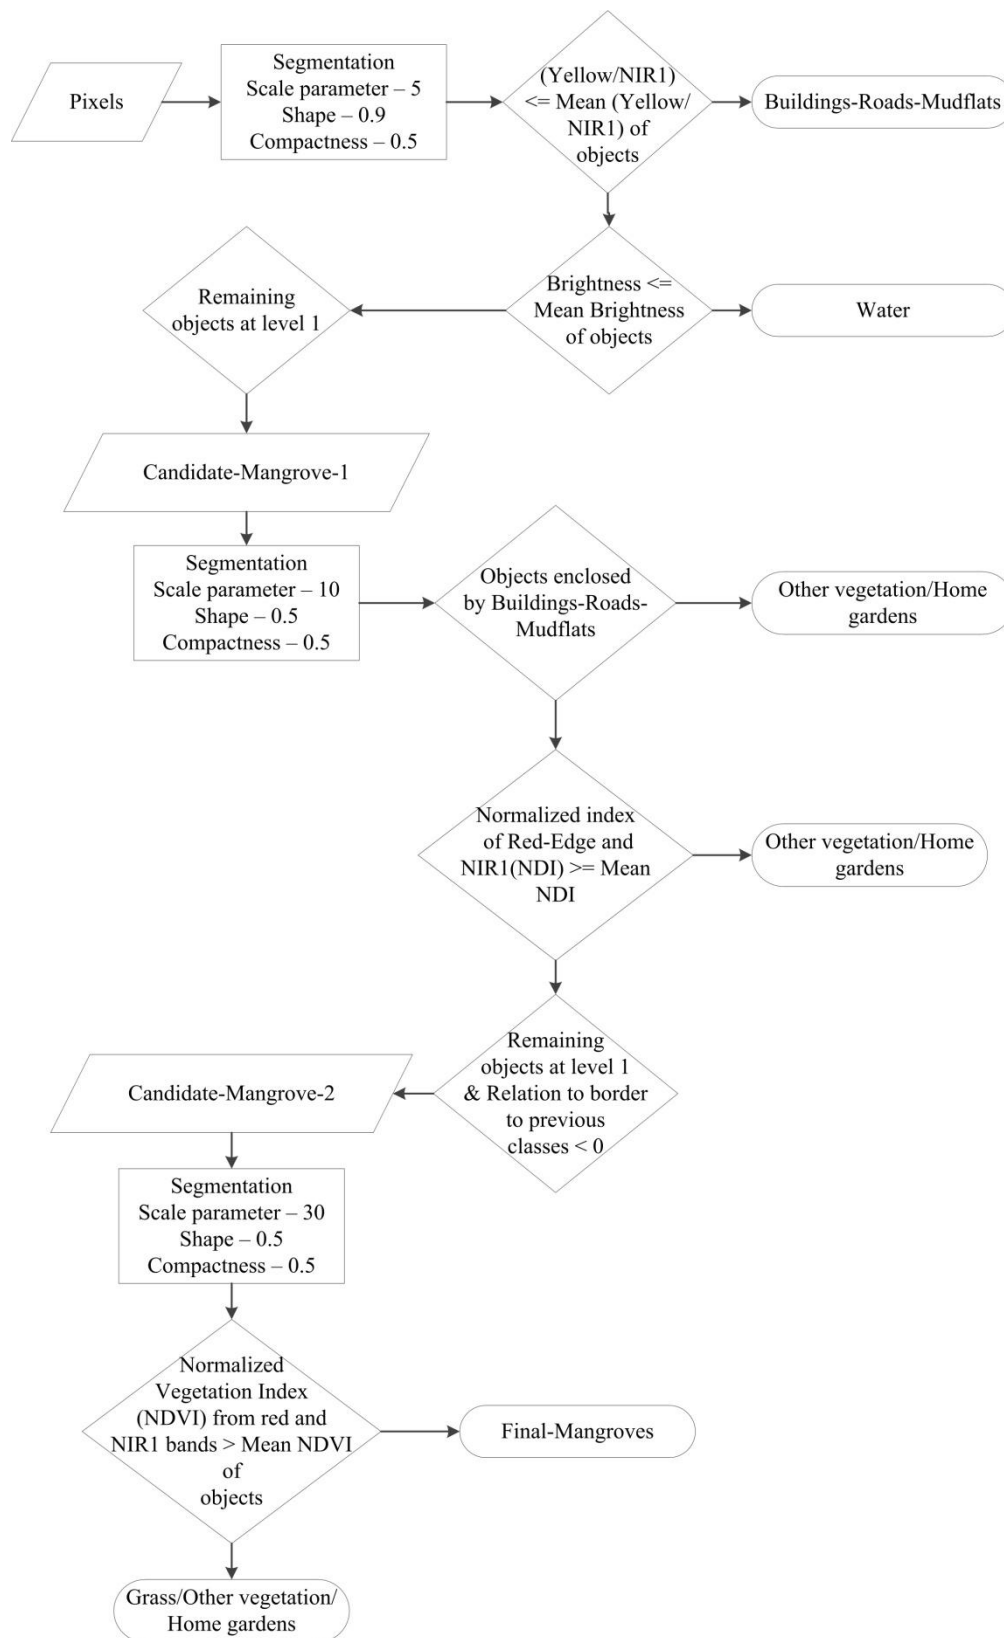 Pixels
Segmentation
Scale parameter – 5
Shape – 0.9
Compactness – 0.5
(Yellow/NIR1)
<= Mean (Yellow/
NIR1) of
objects
Buildings-Roads-Mudflats
Remaining
objects at level 1
Brightness <=
Mean Brightness
of objects
Water
Candidate-Mangrove-1
Segmentation
Scale parameter – 10
Shape – 0.5
Compactness – 0.5
Objects enclosed
by Buildings-Roads-
Mudflats
Other vegetation/Home
gardens
Normalized index
of Red-Edge and
NIR1(NDI) >= Mean
NDI
Other vegetation/Home
gardens
Remaining
objects at level 1
& Relation to border
to previous
classes < 0
Candidate-Mangrove-2
Segmentation
Scale parameter – 30
Shape – 0.5
Compactness – 0.5
Normalized
Vegetation Index
(NDVI) from red and
NIR1 bands > Mean NDVI
of
objects
Final-Mangroves
Grass/Other vegetation/
Home gardens